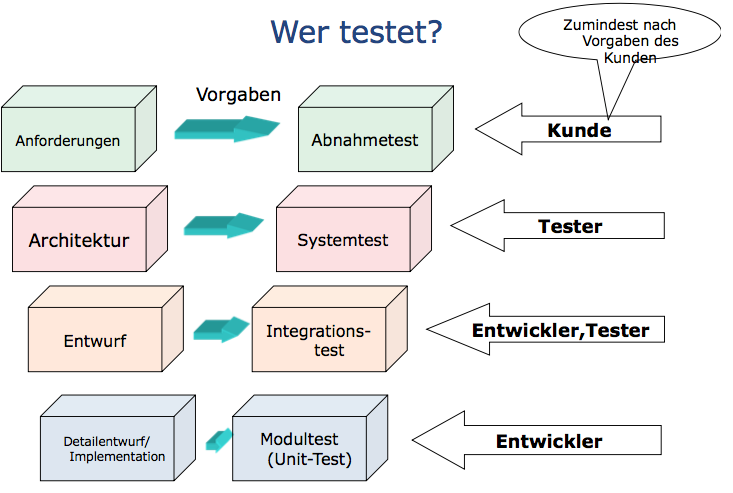 Wer testet?
Zumindest nach
Vorgaben des
Kunden
Vorgaben
Anforderungen
Abnahmetest
Kunde
Architektur
Systemtest
Tester
Entwurf
Integrations-
test
Entwickler,Tester
Detailentwurf/
Implementation
Modultest
(Unit-Test)
Entwickler